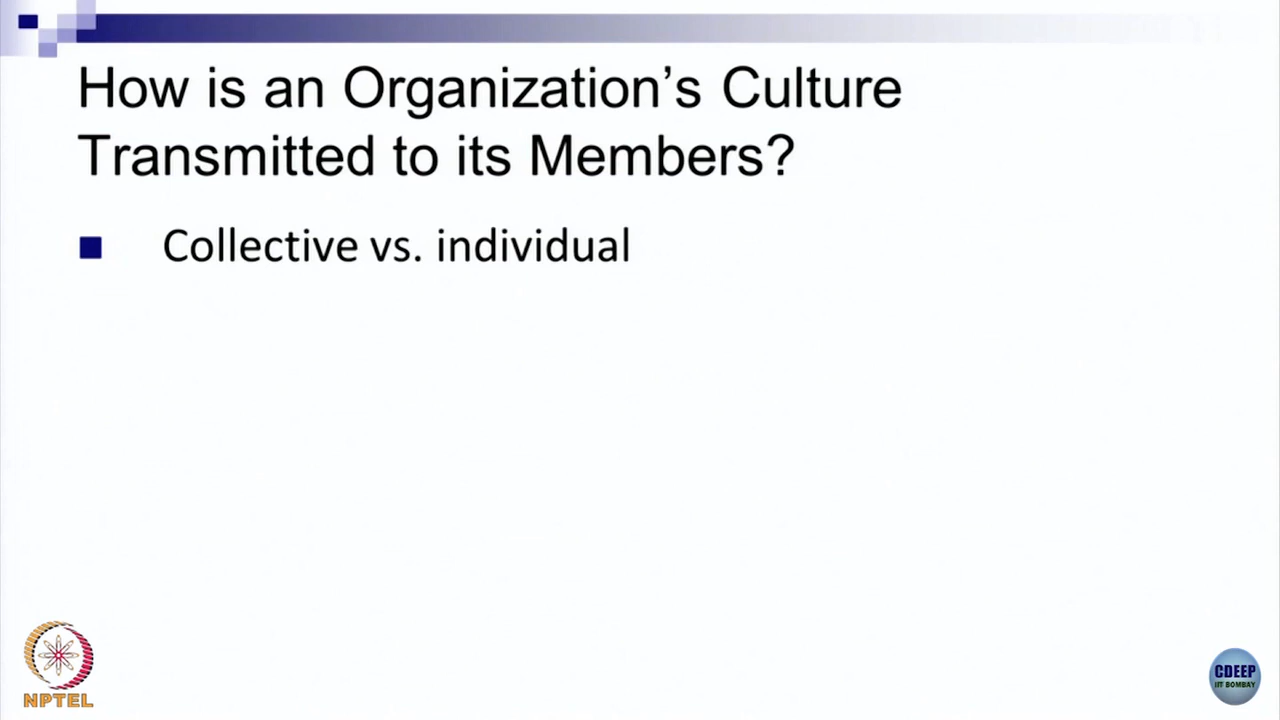 How is an Organization’s Culture
Transmitted to its Members?
Collective vs. individual
NPTEL
CDEEP
IIT BOMBAY